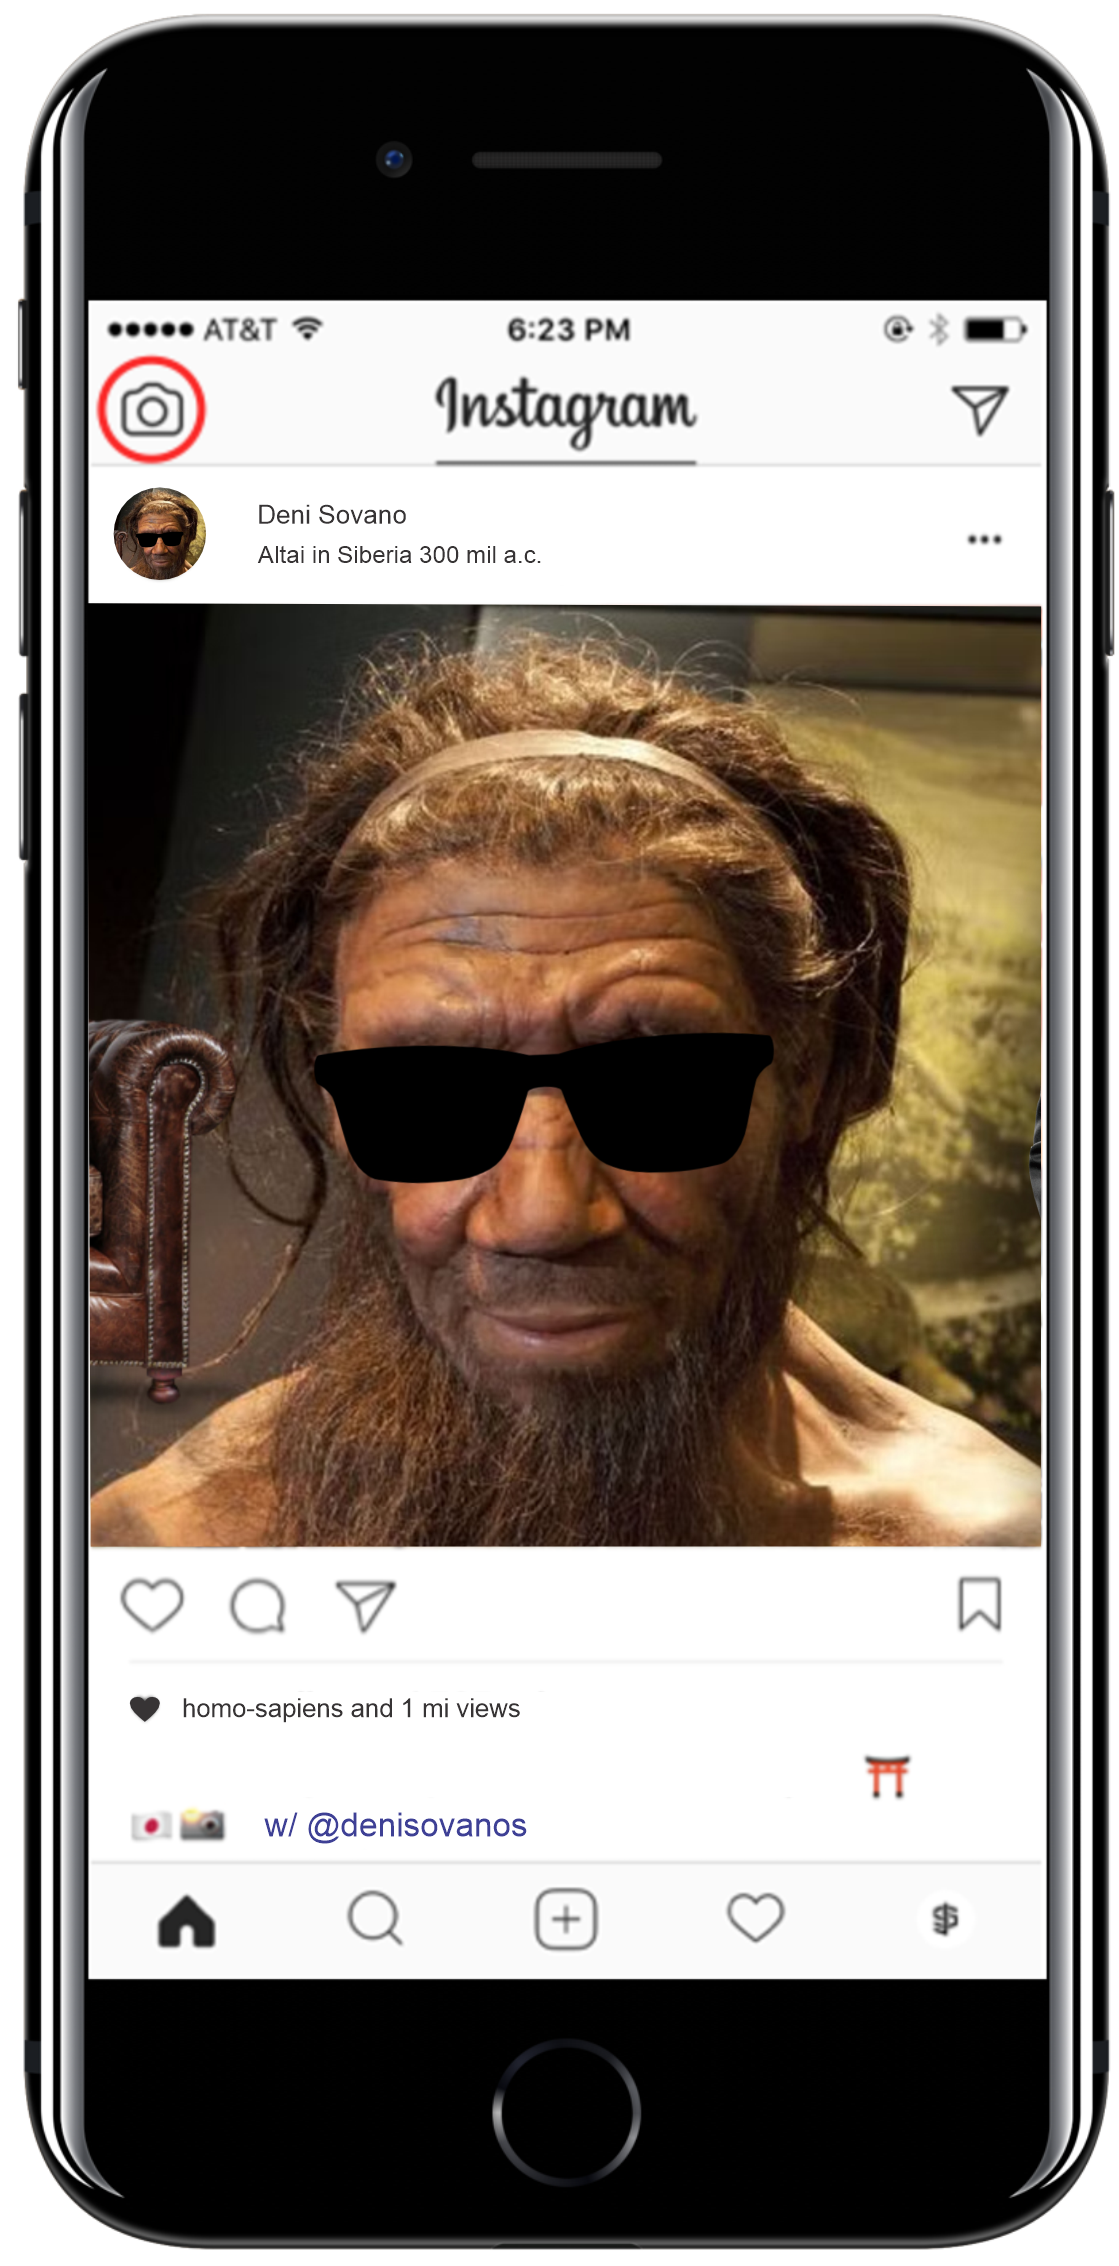 AT&T 6:23 PM
Instagram
Deni Sovano
Altai in Siberia 300 mil a.c.
homo-sapiens and 1 mi views
w/ @denisovanos